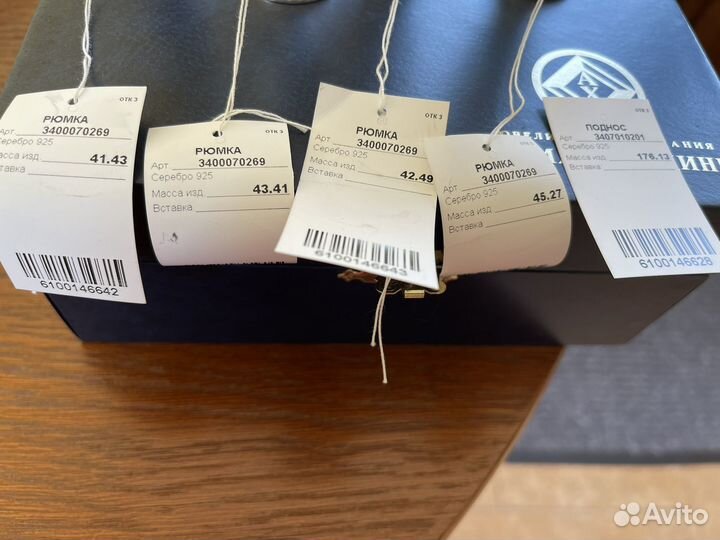 ОТК 3
РЮМКА
Арт. 3400070269
Серебро 925
Масса изд. 41.43
Вставка
6100146642
ОТК 3
РЮМКА
Арт. 3400070269
Серебро 925
Масса изд. 43.41
Вставка
ОТК 3
РЮМКА
Арт. 3400070269
Серебро 925
Масса изд. 42.49
Вставка
6100146643
РЮМКА
Арт. 3400070269
Серебро 925
Масса изд. 45.27
Вставка
ОТК 3
ПОДНОС
Арт. 3407010201
Серебро 925
Масса изд. 176.13
Вставка
6100146628
АХ
Avito